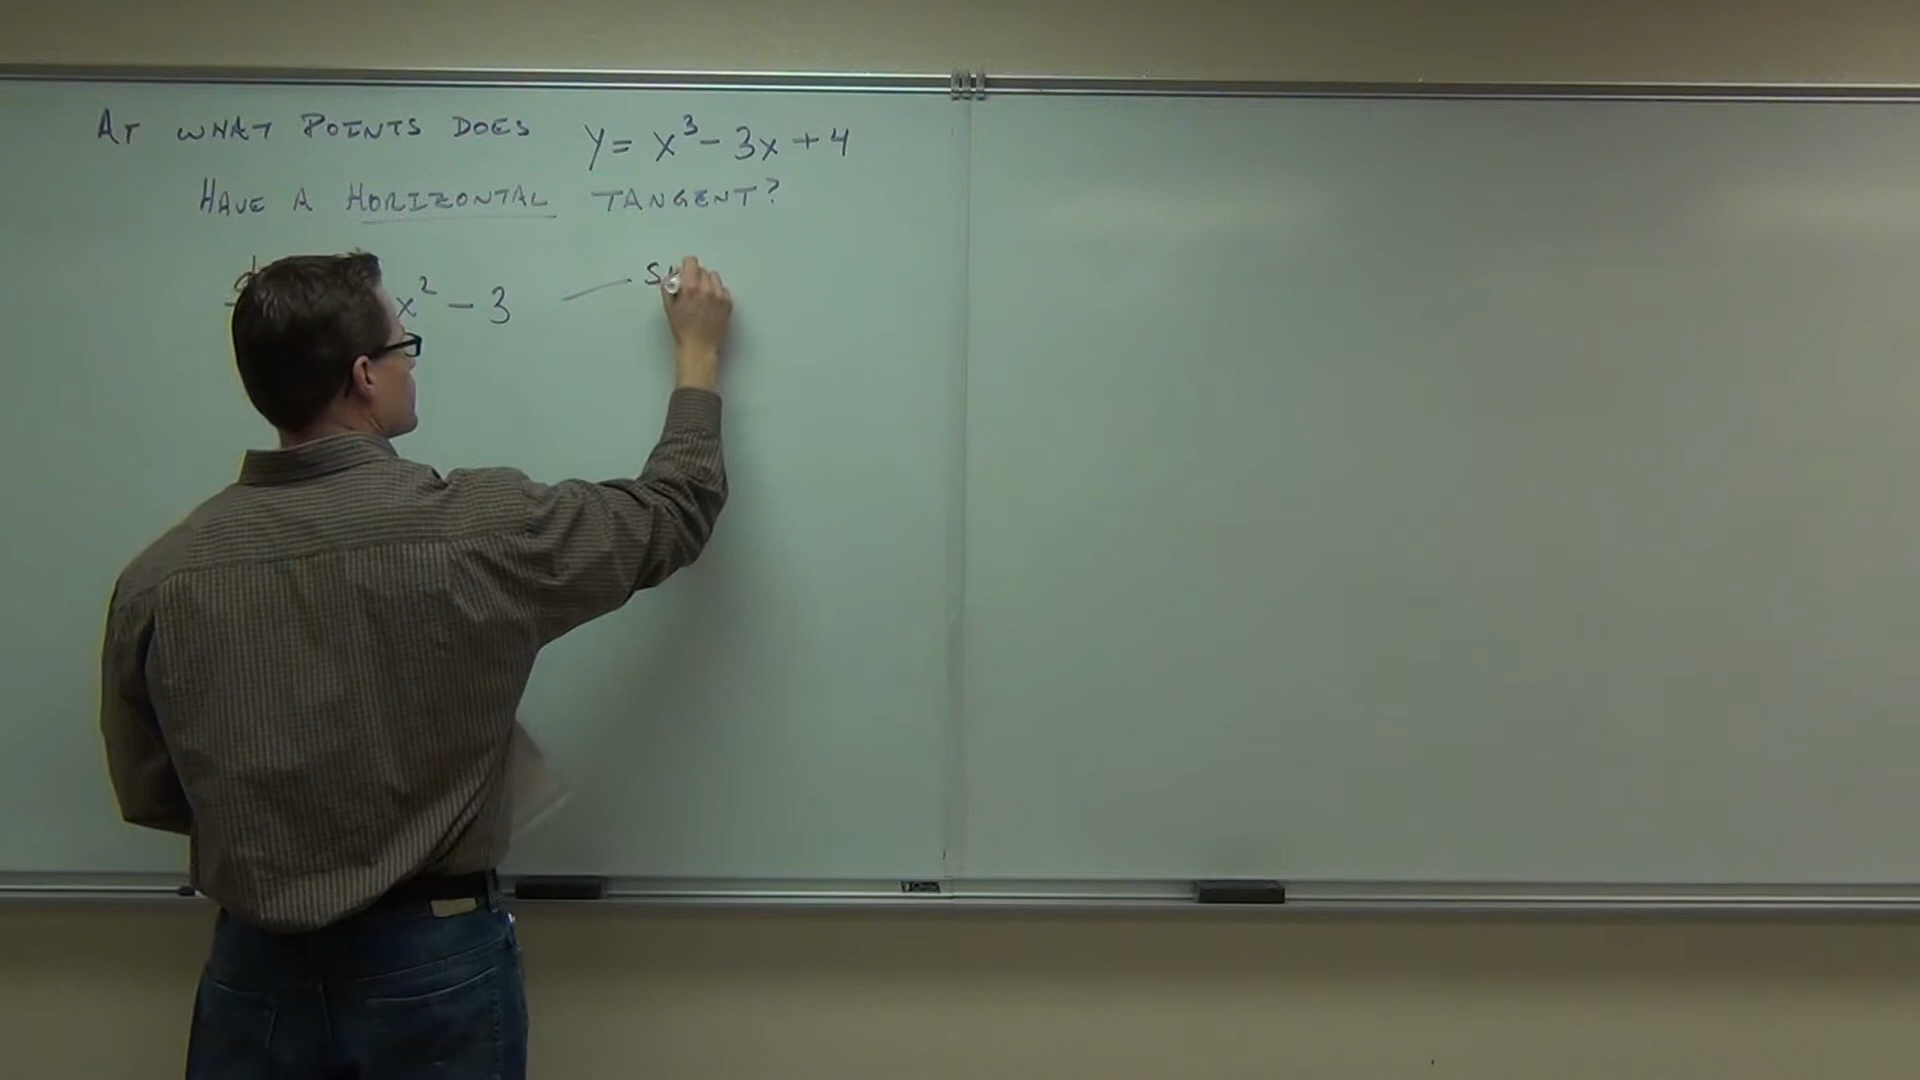 AT WHAT POINTS DOES y = x³ - 3x + 4
HAVE A HORIZONTAL TANGENT?
x² - 3